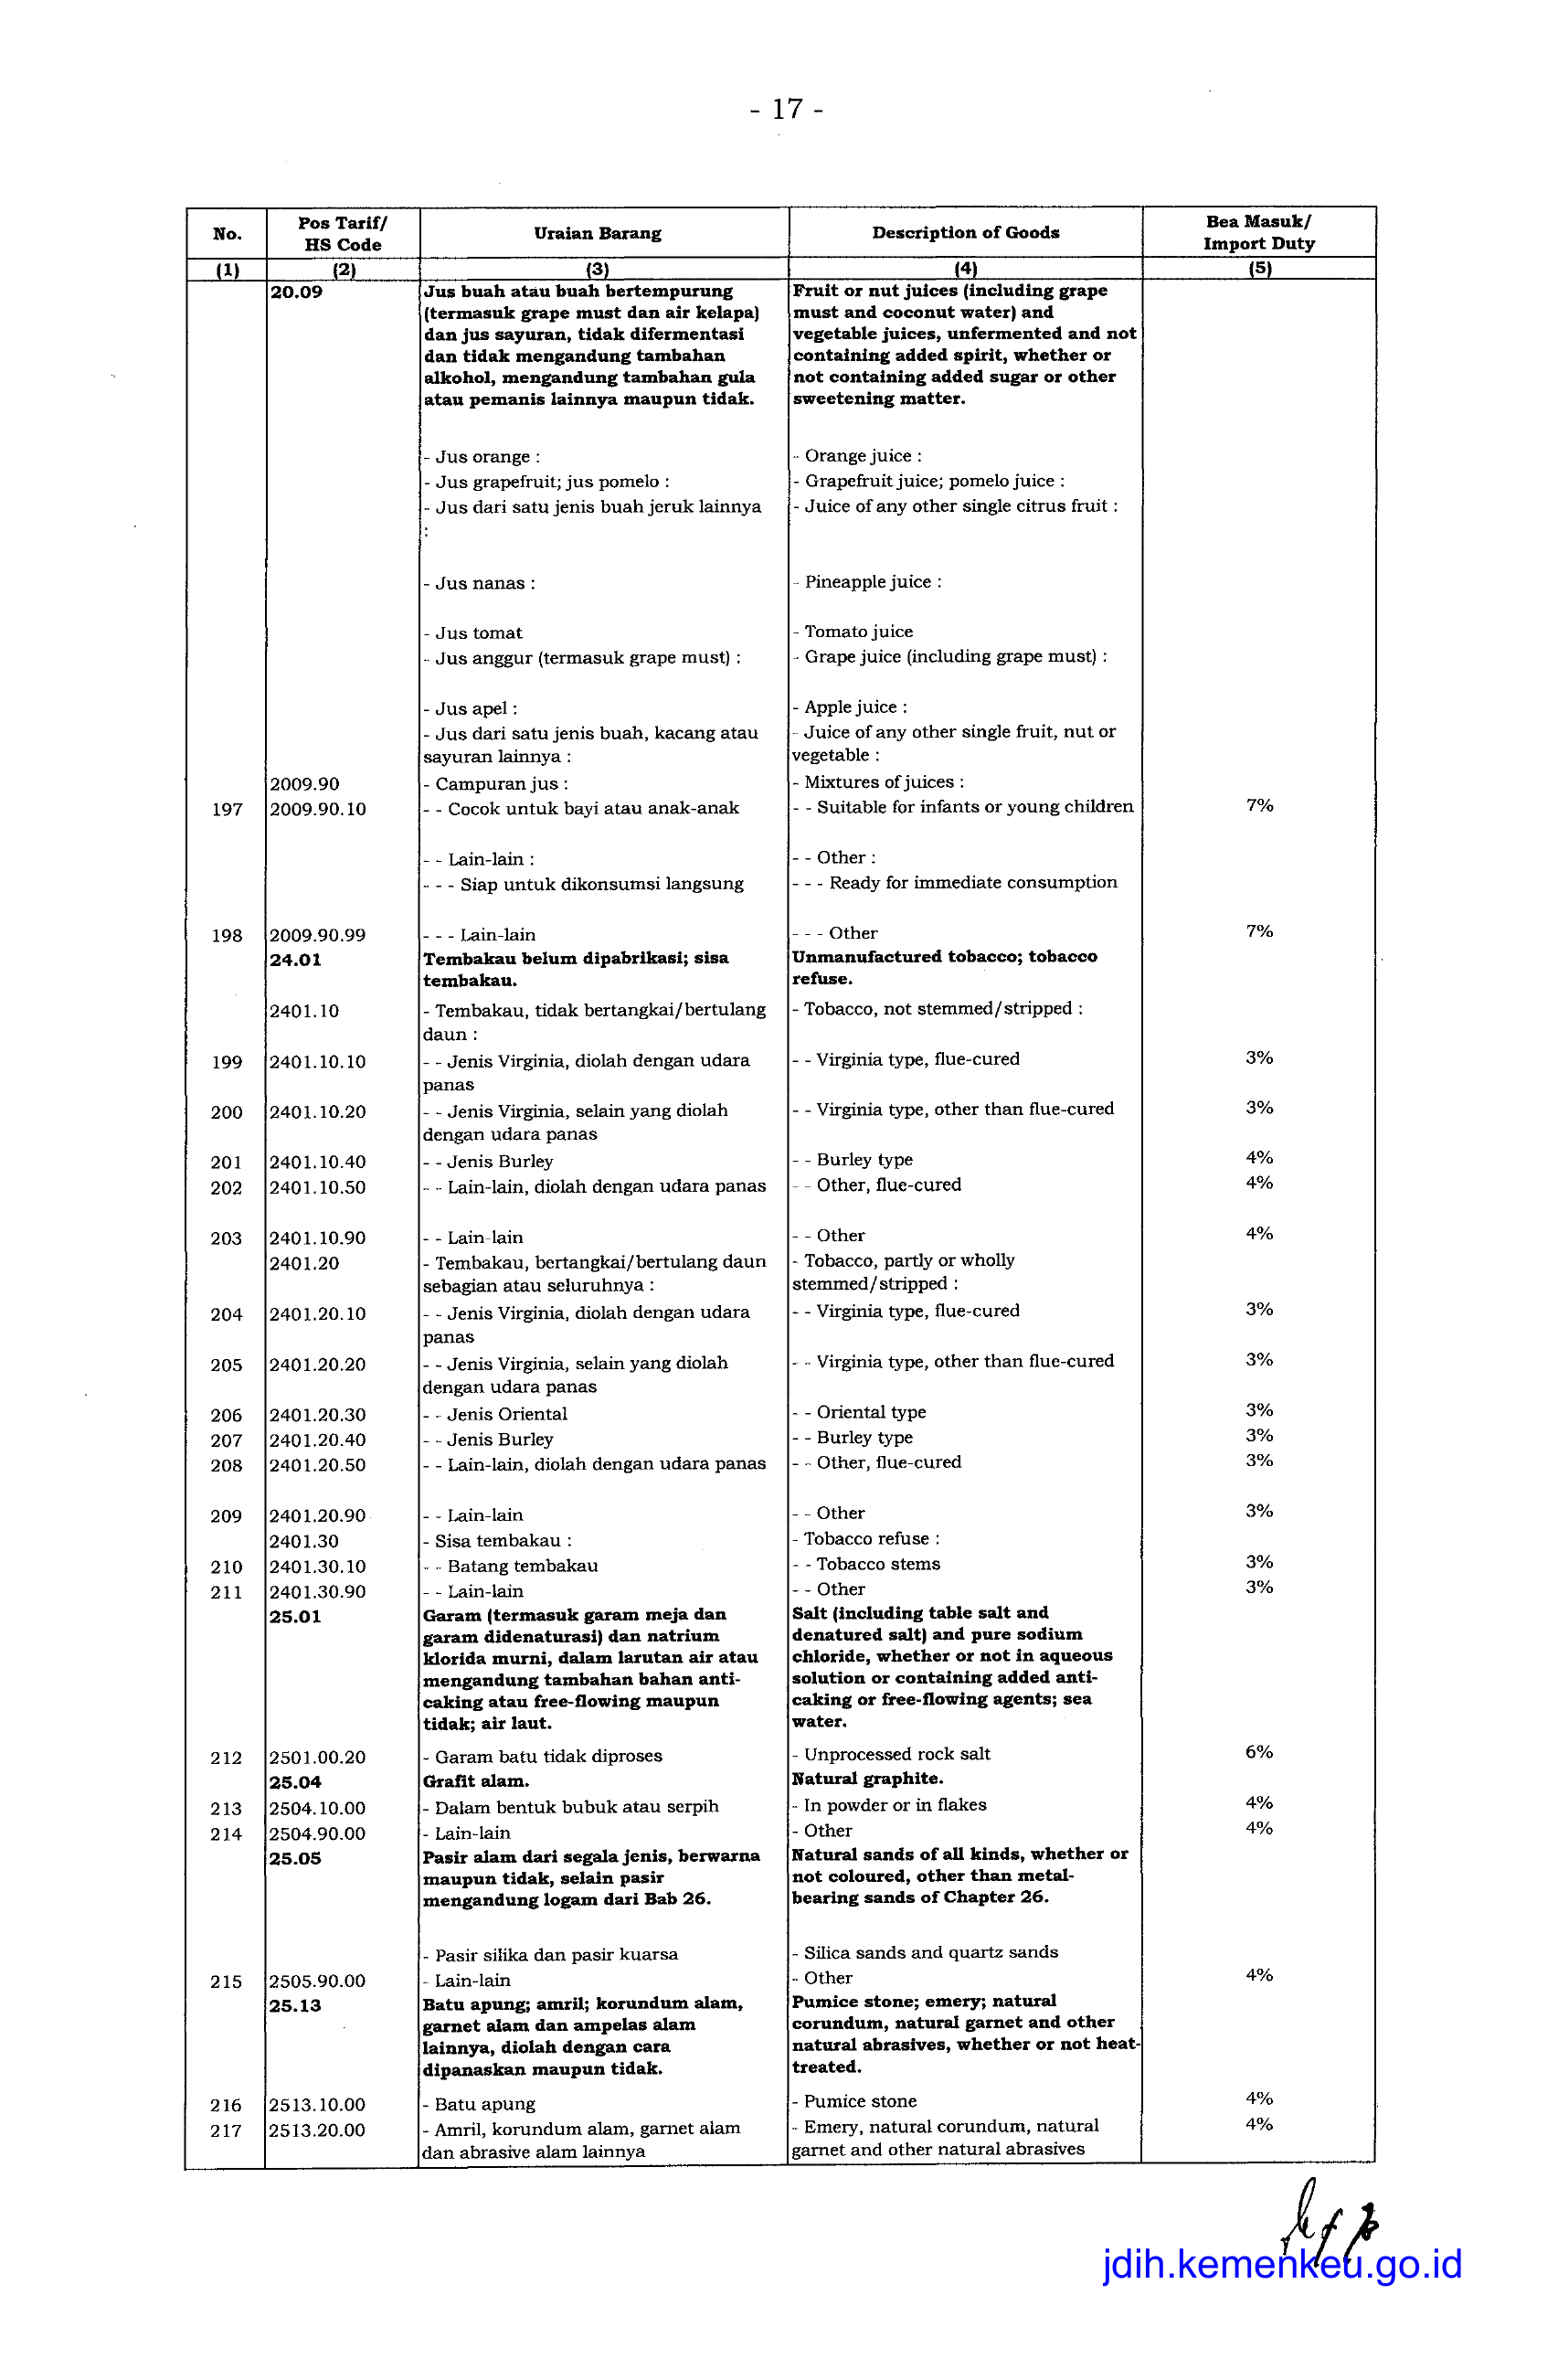 - 17 -
No. Pos Tarif/ HS Code Uraian Barang Description of Goods Bea Masuk/ Import Duty
(1) (2) (3) (4) (5)
20.09 Jus buah atau buah bertempurung Fruit or nut juices (including grape
(termasuk grape must dan air kelapa) must and coconut water) and
dan jus sayuran, tidak difermentasi vegetable juices, unfermented and not
dan tidak mengandung tambahan containing added spirit, whether or
alkohol, mengandung tambahan gula not containing added sugar or other
atau pemanis lainnya maupun tidak. sweetening matter.
- Jus orange : - Orange juice :
- Jus grapefruit; jus pomelo : - Grapefruit juice; pomelo juice :
- Jus dari satu jenis buah jeruk lainnya - Juice of any other single citrus fruit :
:
- Jus nanas : - Pineapple juice :
- Jus tomat - Tomato juice
- Jus anggur (termasuk grape must) : - Grape juice (including grape must) :
- Jus apel : - Apple juice :
- Jus dari satu jenis buah, kacang atau - Juice of any other single fruit, nut or
sayuran lainnya : vegetable :
2009.90 - Campuran jus : - Mixtures of juices :
197 2009.90.10 - - Cocok untuk bayi atau anak-anak - - Suitable for infants or young children 7%
- - Lain-lain : - - Other :
- - - Siap untuk dikonsumsi langsung - - - Ready for immediate consumption
198 2009.90.99 - - - Lain-lain - - - Other 7%
24.01 Tembakau belum dipabrikasi; sisa Unmanufactured tobacco; tobacco
tembakau. refuse.
2401.10 - Tembakau, tidak bertangkai/bertulang - Tobacco, not stemmed/stripped :
daun :
199 2401.10.10 - - Jenis Virginia, diolah dengan udara - - Virginia type, flue-cured 3%
panas
200 2401.10.20 - - Jenis Virginia, selain yang diolah - - Virginia type, other than flue-cured 3%
dengan udara panas
201 2401.10.40 - - Jenis Burley - - Burley type 4%
202 2401.10.50 - - Lain-lain, diolah dengan udara panas - - Other, flue-cured 4%
203 2401.10.90 - - Lain-lain - - Other 4%
2401.20 - Tembakau, bertangkai/bertulang daun - Tobacco, partly or wholly
sebagian atau seluruhnya : stemmed/stripped :
204 2401.20.10 - - Jenis Virginia, diolah dengan udara - - Virginia type, flue-cured 3%
panas
205 2401.20.20 - - Jenis Virginia, selain yang diolah - - Virginia type, other than flue-cured 3%
dengan udara panas
206 2401.20.30 - - Jenis Oriental - - Oriental type 3%
207 2401.20.40 - - Jenis Burley - - Burley type 3%
208 2401.20.50 - - Lain-lain, diolah dengan udara panas - - Other, flue-cured 3%
209 2401.20.90 - - Lain-lain - - Other 3%
2401.30 - Sisa tembakau : - Tobacco refuse :
210 2401.30.10 - - Batang tembakau - - Tobacco stems 3%
211 2401.30.90 - - Lain-lain - - Other 3%
25.01 Garam (termasuk garam meja dan Salt (including table salt and
garam didenaturasi) dan natrium denatured salt) and pure sodium
klorida murni, dalam larutan air atau chloride, whether or not in aqueous
mengandung tambahan bahan anti- solution or containing added anti-
caking atau free-flowing maupun caking or free-flowing agents; sea
tidak; air laut. water.
212 2501.00.20 - Garam batu tidak diproses - Unprocessed rock salt 6%
25.04 Grafit alam. Natural graphite.
213 2504.10.00 - Dalam bentuk bubuk atau serpih - In powder or in flakes 4%
214 2504.90.00 - Lain-lain - Other 4%
25.05 Pasir alam dari segala jenis, berwarna Natural sands of all kinds, whether or
maupun tidak, selain pasir not coloured, other than metal-
mengandung logam dari Bab 26. bearing sands of Chapter 26.
- Pasir silika dan pasir kuarsa - Silica sands and quartz sands
215 2505.90.00 - Lain-lain - Other 4%
25.13 Batu apung; amril; korundum alam, Pumice stone; emery; natural
garnet alam dan ampelas alam corundum, natural garnet and other
lainnya, diolah dengan cara natural abrasives, whether or not heat-
dipanaskan maupun tidak. treated.
216 2513.10.00 - Batu apung - Pumice stone 4%
217 2513.20.00 - Amril, korundum alam, garnet alam - Emery, natural corundum, natural 4%
dan abrasive alam lainnya garnet and other natural abrasives
jdih.kemenkeu.go.id